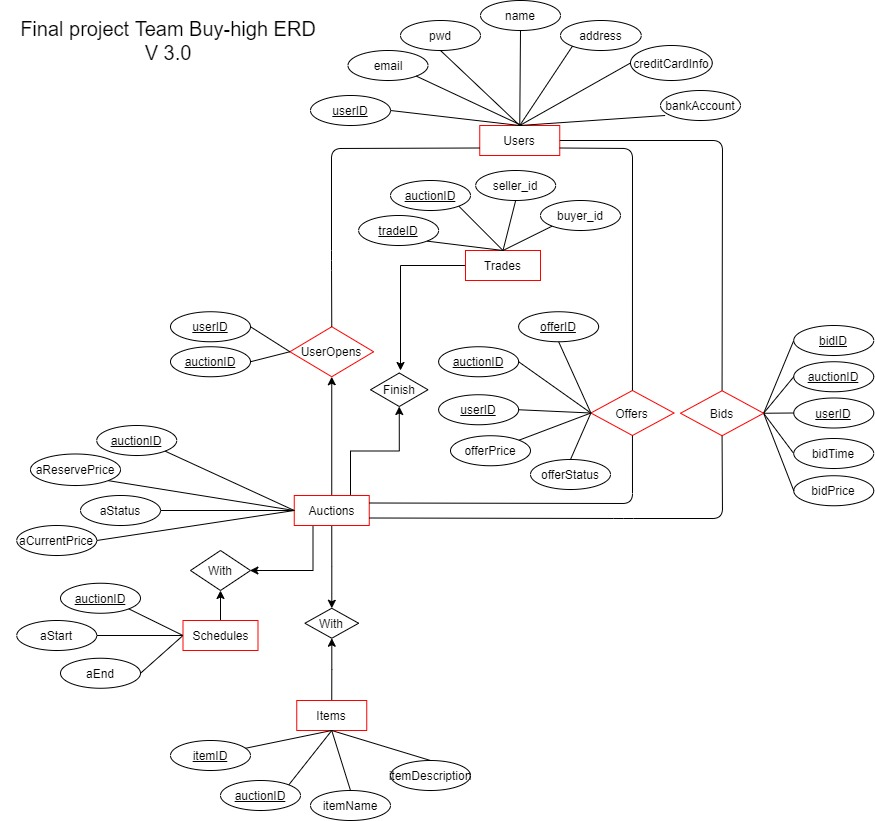 Final project Team Buy-high ERD
V 3.0
name
pwd
address
email
creditCardInfo
userID
bankAccount
Users
seller_id
auctionID
buyer_id
tradeID
Trades
userID
auctionID
UserOpens
Finish
offerID
auctionID
userID
offerPrice
offerStatus
Offers
Bids
bidID
auctionID
userID
bidTime
bidPrice
auctionID
aReservePrice
aStatus
aCurrentPrice
Auctions
With
auctionID
aStart
aEnd
Schedules
With
Items
itemID
auctionID
itemName
itemDescription